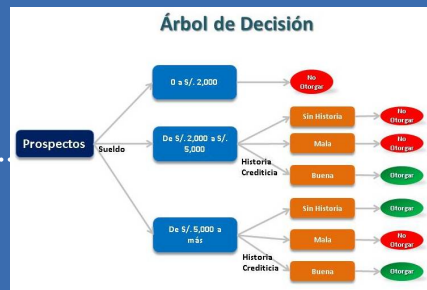 Árbol de Decisión
Prospectos
Sueldo
0 a S/. 2,000
No
Otorgar
De S/. 2,000 a S/.
5,000
Historia
Crediticia
Sin Historia
No
Otorgar
Mala
No
Otorgar
Buena
Otorgar
De S/. 5,000 a
más
Historia
Crediticia
Sin Historia
Otorgar
Mala
No
Otorgar
Buena
Otorgar